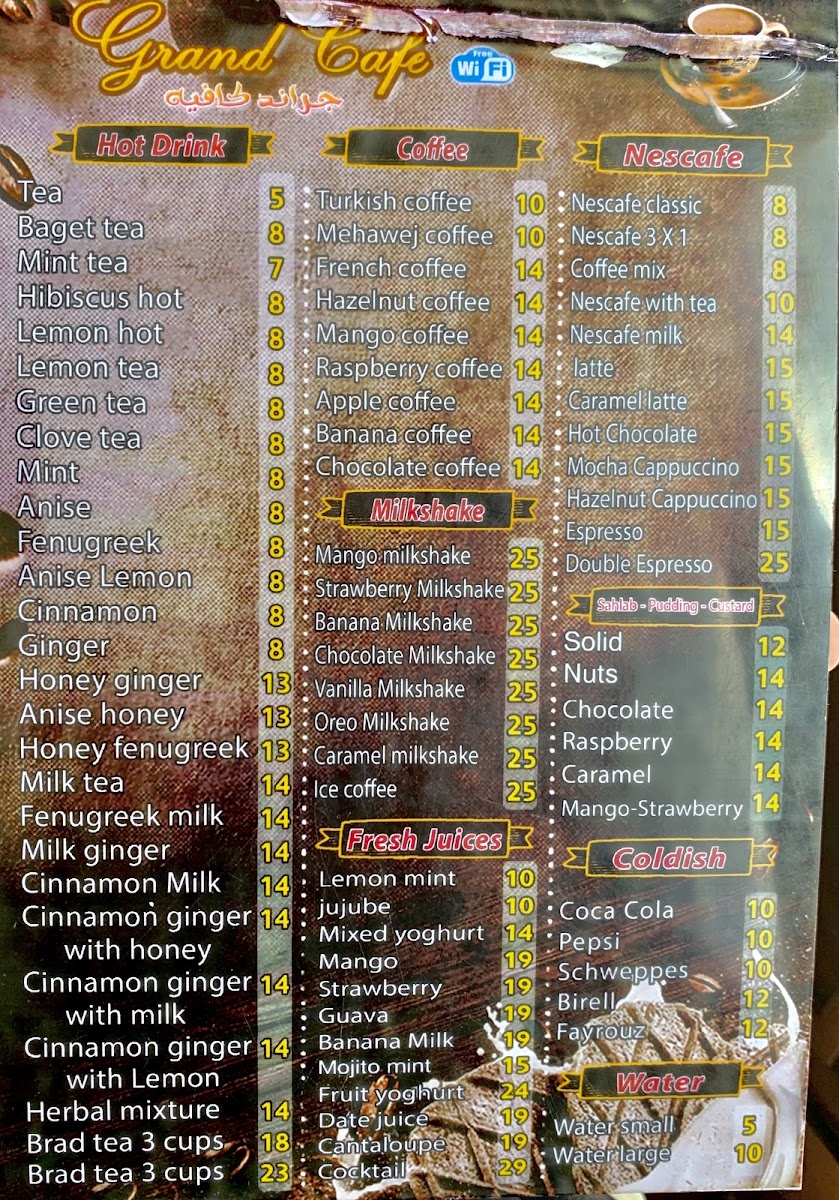 Grand Cafe
Free
WiFi
جراند كافيه
Hot Drink
Tea 5
Baget tea 8
Mint tea 7
Hibiscus hot 8
Lemon hot 8
Lemon tea 8
Green tea 8
Clove tea 8
Mint 8
Anise 8
Fenugreek 8
Anise Lemon 8
Cinnamon 8
Ginger 8
Honey ginger 13
Anise honey 13
Honey fenugreek 13
Milk tea 14
Fenugreek milk 14
Milk ginger 14
Cinnamon Milk 14
Cinnamon ginger 14
with honey
Cinnamon ginger 14
with milk
Cinnamon ginger 14
with Lemon
Herbal mixture 14
Brad tea 3 cups 18
Brad tea 3 cups 23
Coffee
Turkish coffee 10
Mehawej coffee 10
French coffee 14
Hazelnut coffee 14
Mango coffee 14
Raspberry coffee 14
Apple coffee 14
Banana coffee 14
Chocolate coffee 14
Milkshake
Mango milkshake 25
Strawberry Milkshake 25
Banana Milkshake 25
Chocolate Milkshake 25
Vanilla Milkshake 25
Oreo Milkshake 25
Caramel milkshake 25
Ice coffee 25
Fresh Juices
Lemon mint 10
jujube 10
Mixed yoghurt 14
Mango 19
Strawberry 19
Guava 19
Banana Milk 19
Mojito mint 15
Fruit yoghurt 24
Date juice 19
Cantaloupe 19
Cocktail 29
Nescafe
Nescafe classic 8
Nescafe 3 X 1 8
Coffee mix 8
Nescafe with tea 10
Nescafe milk 14
latte 15
Caramel latte 15
Hot Chocolate 15
Mocha Cappuccino 15
Hazelnut Cappuccino 15
Espresso 15
Double Espresso 25
Sahlab - Pudding - Custard
Solid 12
Nuts 14
Chocolate 14
Raspberry 14
Caramel 14
Mango-Strawberry 14
Coldish
Coca Cola 10
Pepsi 10
Schweppes 10
Birell 12
Fayrouz 12
Water
Water small 5
Water large 10